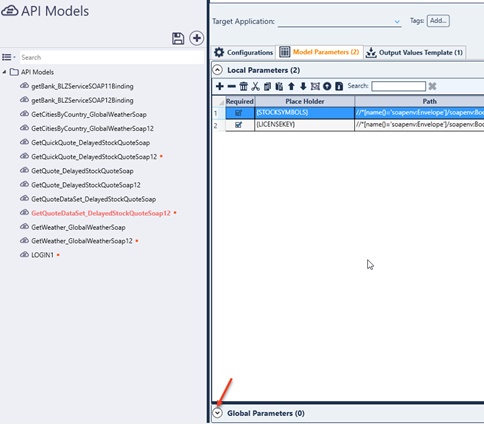 API Models
Search
API Models
getBank_BLZServiceSOAP11Binding
getBank_BLZServiceSOAP12Binding
GetCitiesByCountry_GlobalWeatherSoap
GetCitiesByCountry_GlobalWeatherSoap12
GetQuickQuote_DelayedStockQuoteSoap
GetQuickQuote_DelayedStockQuoteSoap12
GetQuote_DelayedStockQuoteSoap
GetQuote_DelayedStockQuoteSoap12
GetQuoteDataSet_DelayedStockQuoteSoap
GetQuoteDataSet_DelayedStockQuoteSoap12
GetWeather_GlobalWeatherSoap
GetWeather_GlobalWeatherSoap12
LOGIN1
Target Application:
Tags: Add...
Configurations Model Parameters (2) Output Values Template (1)
Local Parameters (2)
Search:
Required Place Holder Path
1 {STOCKSYMBOLS} //*[name()='soapenv:Envelope']/soapenv:Bod
2 {LICENSEKEY} //*[name()='soapenv:Envelope']/soapenv:Bod
Global Parameters (0)